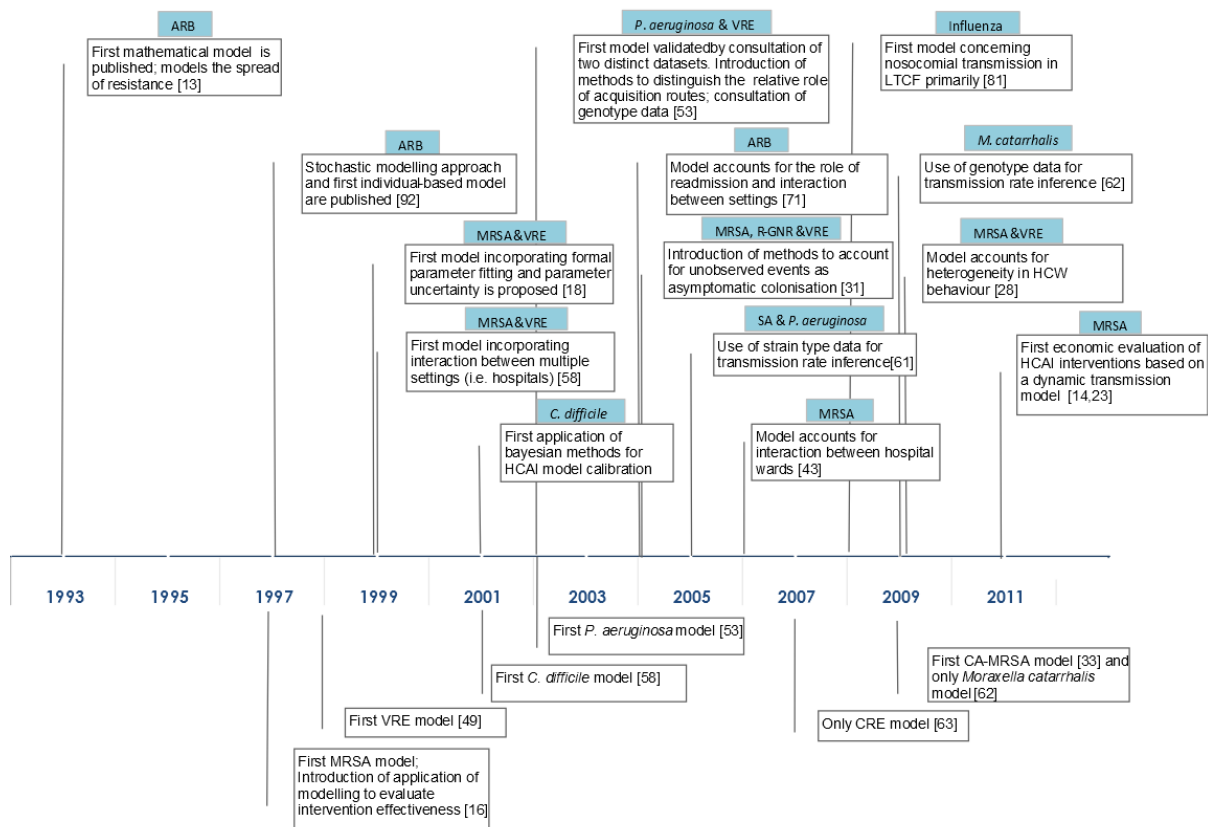 ARB
First mathematical model is
published; models the spread
of resistance [13]
P. aeruginosa & VRE
First model validatedby consultation of
two distinct datasets. Introduction of
methods to distinguish the relative role
of acquisition routes; consultation of
genotype data [53]
Influenza
First model concerning
nosocomial transmission in
LTCF primarily [81]
ARB
Stochastic modelling approach
and first individual-based model
are published [92]
ARB
Model accounts for the role of
readmission and interaction
between settings [71]
M. catarrhalis
Use of genotype data for
transmission rate inference [62]
MRSA&VRE
First model incorporating formal
parameter fitting and parameter
uncertainty is proposed [18]
MRSA, R-GNR &VRE
Introduction of methods to account
for unobserved events as
asymptomatic colonisation [31]
MRSA&VRE
Model accounts for
heterogeneity in HCW
behaviour [28]
MRSA&VRE
First model incorporating
interaction between multiple
settings (i.e. hospitals) [58]
SA & P. aeruginosa
Use of strain type data for
transmission rate inference[61]
MRSA
First economic evaluation of
HCAI interventions based on
a dynamic transmission
model [14,23]
C. difficile
First application of
bayesian methods for
HCAI model calibration
MRSA
Model accounts for
interaction between hospital
wards [43]
1993
1995
1997
1999
2001
2003
2005
2007
2009
2011
First P. aeruginosa model [53]
First C. difficile model [58]
First VRE model [49]
First MRSA model;
Introduction of application of
modelling to evaluate
intervention effectiveness [16]
Only CRE model [63]
First CA-MRSA model [33] and
only Moraxella catarrhalis
model [62]